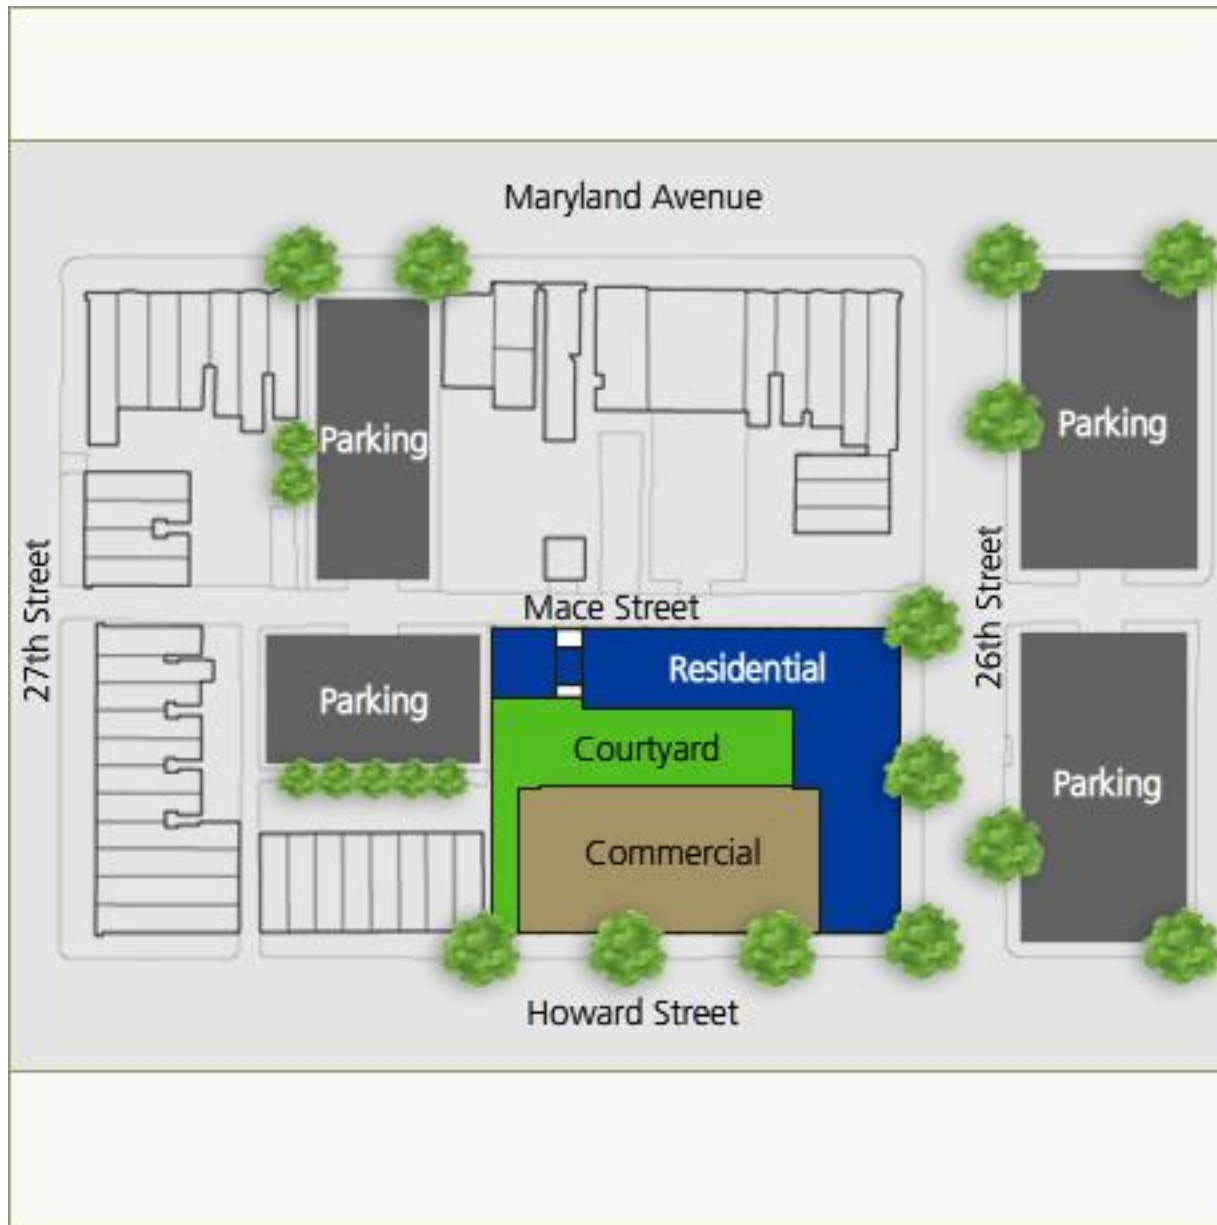 Maryland Avenue
Parking
Parking
27th Street
Mace Street
26th Street
Residential
Parking
Courtyard
Parking
Commercial
Howard Street